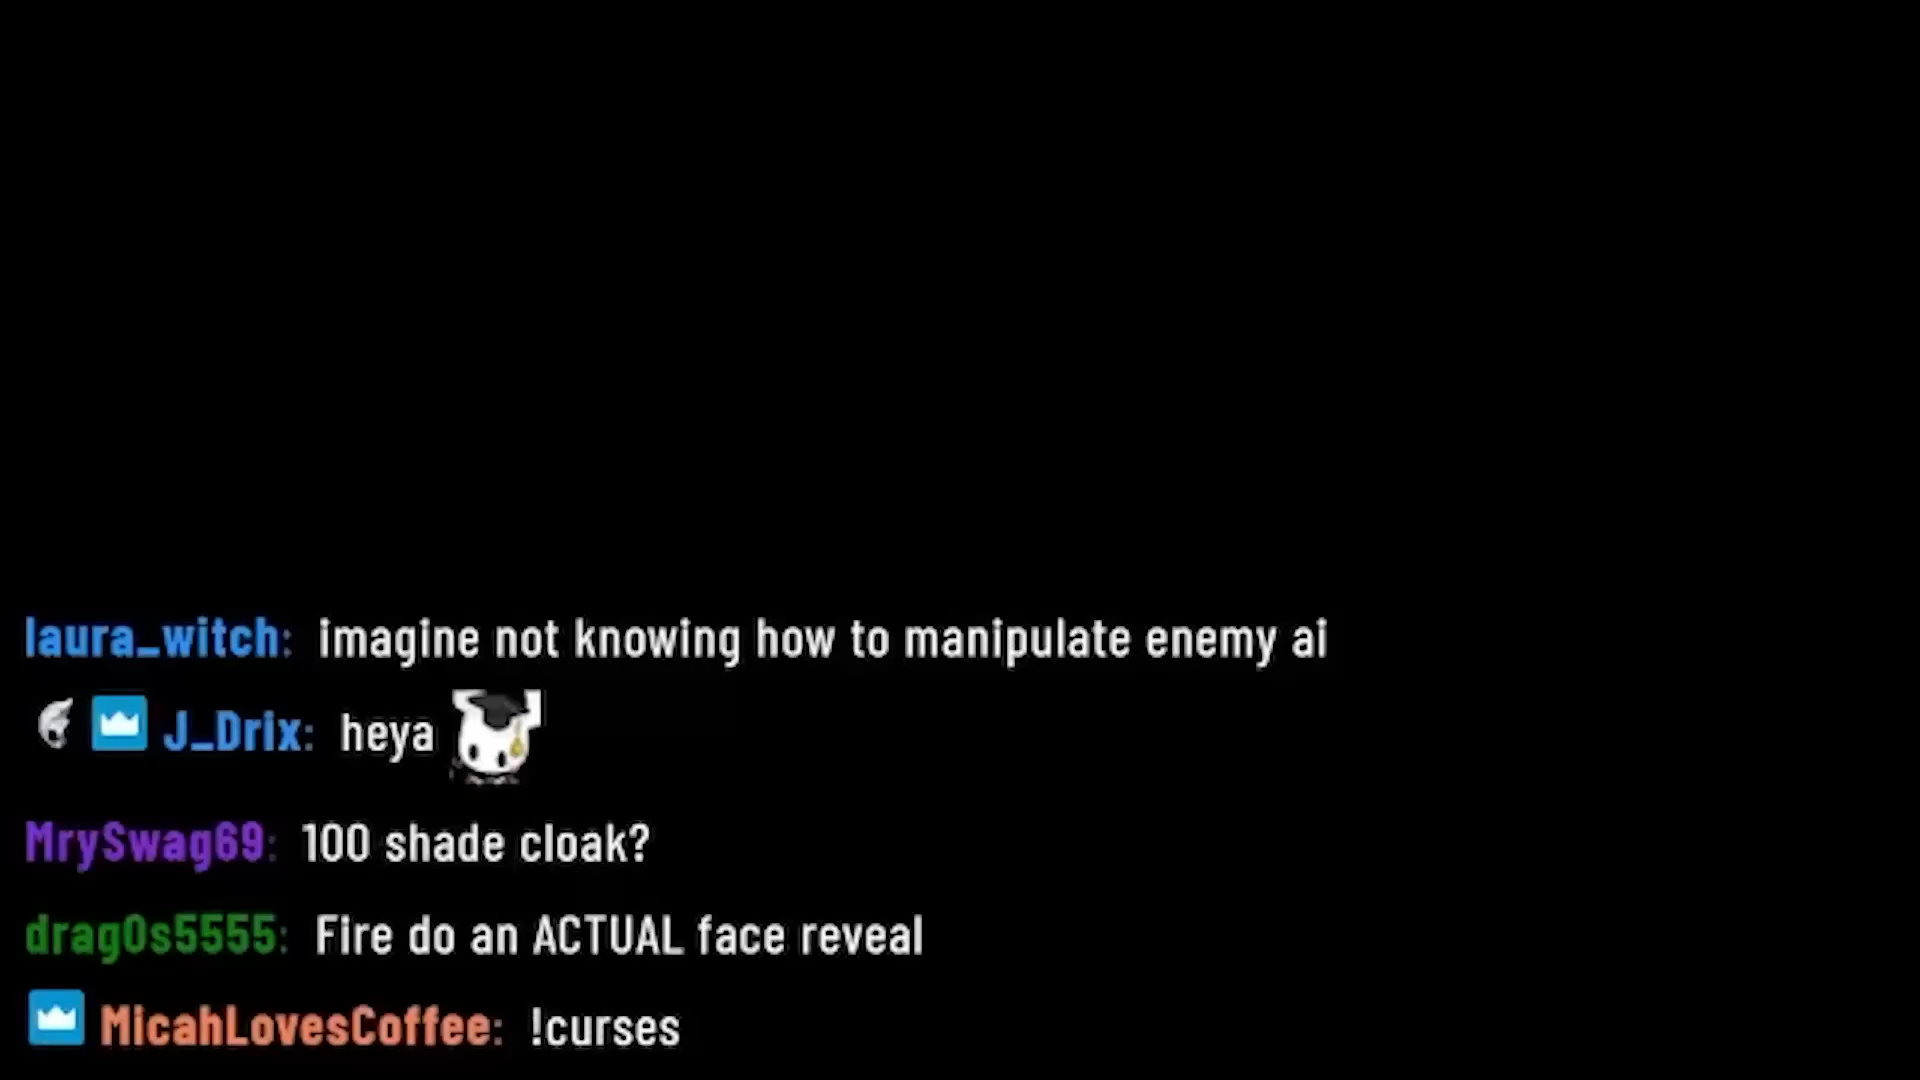 laura_witch: imagine not knowing how to manipulate enemy ai
J_Drix: heya
MrySwag69: 100 shade cloak?
drag0s5555: Fire do an ACTUAL face reveal
MicahLovesCoffee: !curses